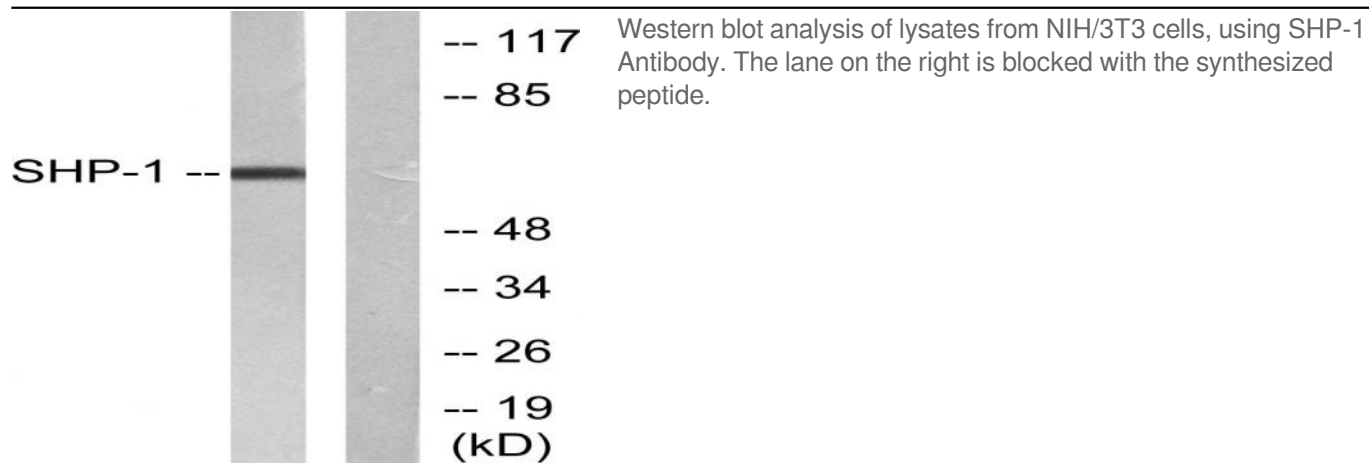 SHP-1 --
-- 117
-- 85
-- 48
-- 34
-- 26
-- 19
(kD)
Western blot analysis of lysates from NIH/3T3 cells, using SHP-1
Antibody. The lane on the right is blocked with the synthesized
peptide.